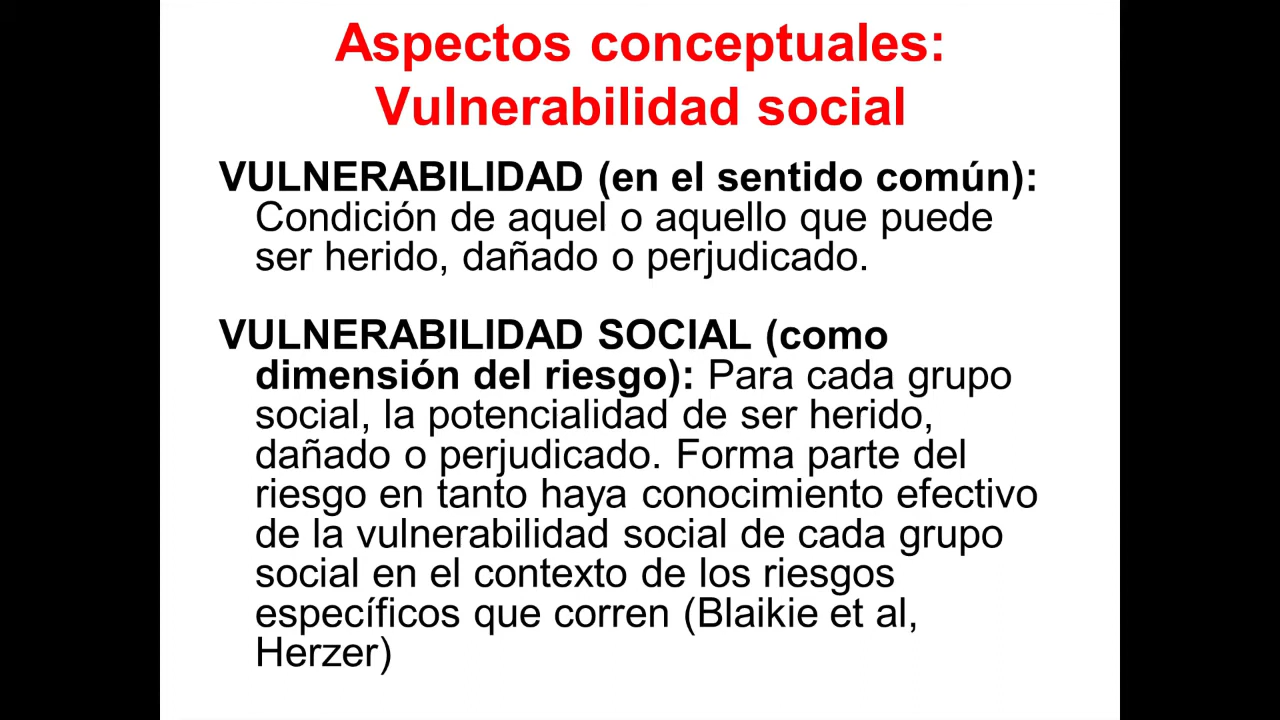 Aspectos conceptuales:
Vulnerabilidad social
VULNERABILIDAD (en el sentido común):
Condición de aquel o aquello que puede
ser herido, dañado o perjudicado.
VULNERABILIDAD SOCIAL (como
dimensión del riesgo): Para cada grupo
social, la potencialidad de ser herido,
dañado o perjudicado. Forma parte del
riesgo en tanto haya conocimiento efectivo
de la vulnerabilidad social de cada grupo
social en el contexto de los riesgos
específicos que corren (Blaikie et al,
Herzer)